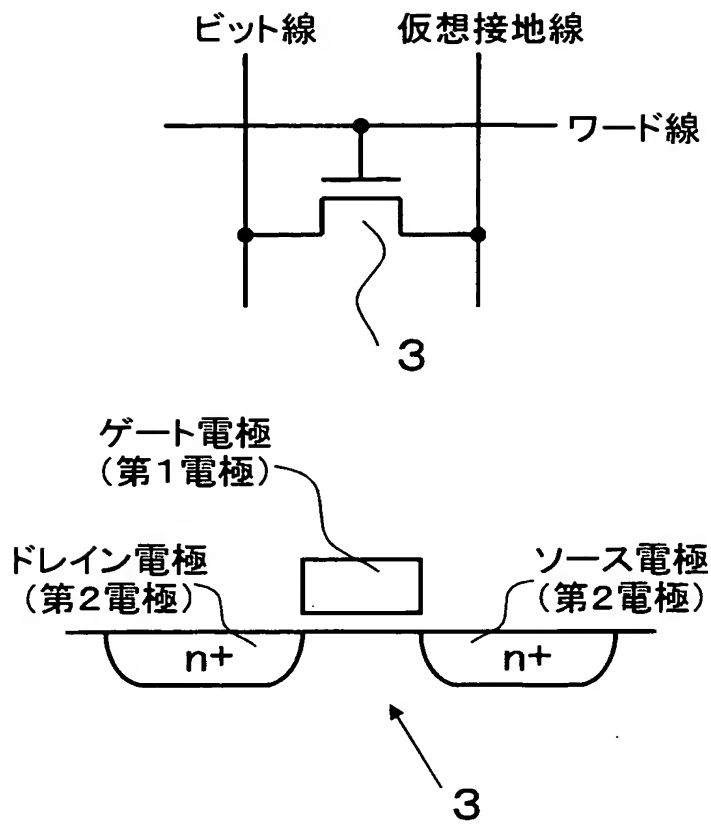 ビット線
仮想接地線
ワード線
3
ゲート電極
(第1電極)
ドレイン電極
(第2電極)
ソース電極
(第2電極)
n+
n+
3